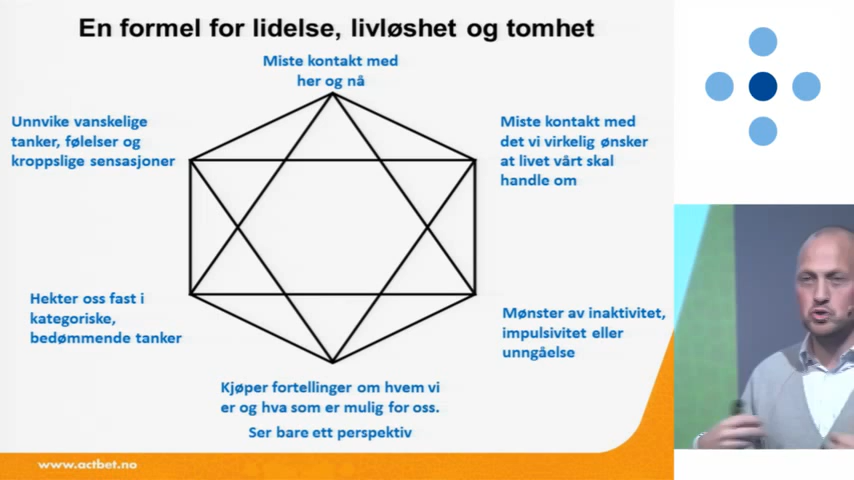 En formel for lidelse, livløshet og tomhet
Miste kontakt med
her og nå
Unnvike vanskelige
tanker, følelser og
kroppslige sensasjoner
Miste kontakt med
det vi virkelig ønsker
at livet vårt skal
handle om
Hekter oss fast i
kategoriske,
bedømmende tanker
Mønster av inaktivitet,
impulsivitet eller
unngåelse
Kjøper fortellinger om hvem vi
er og hva som er mulig for oss.
Ser bare ett perspektiv
www.actbet.no